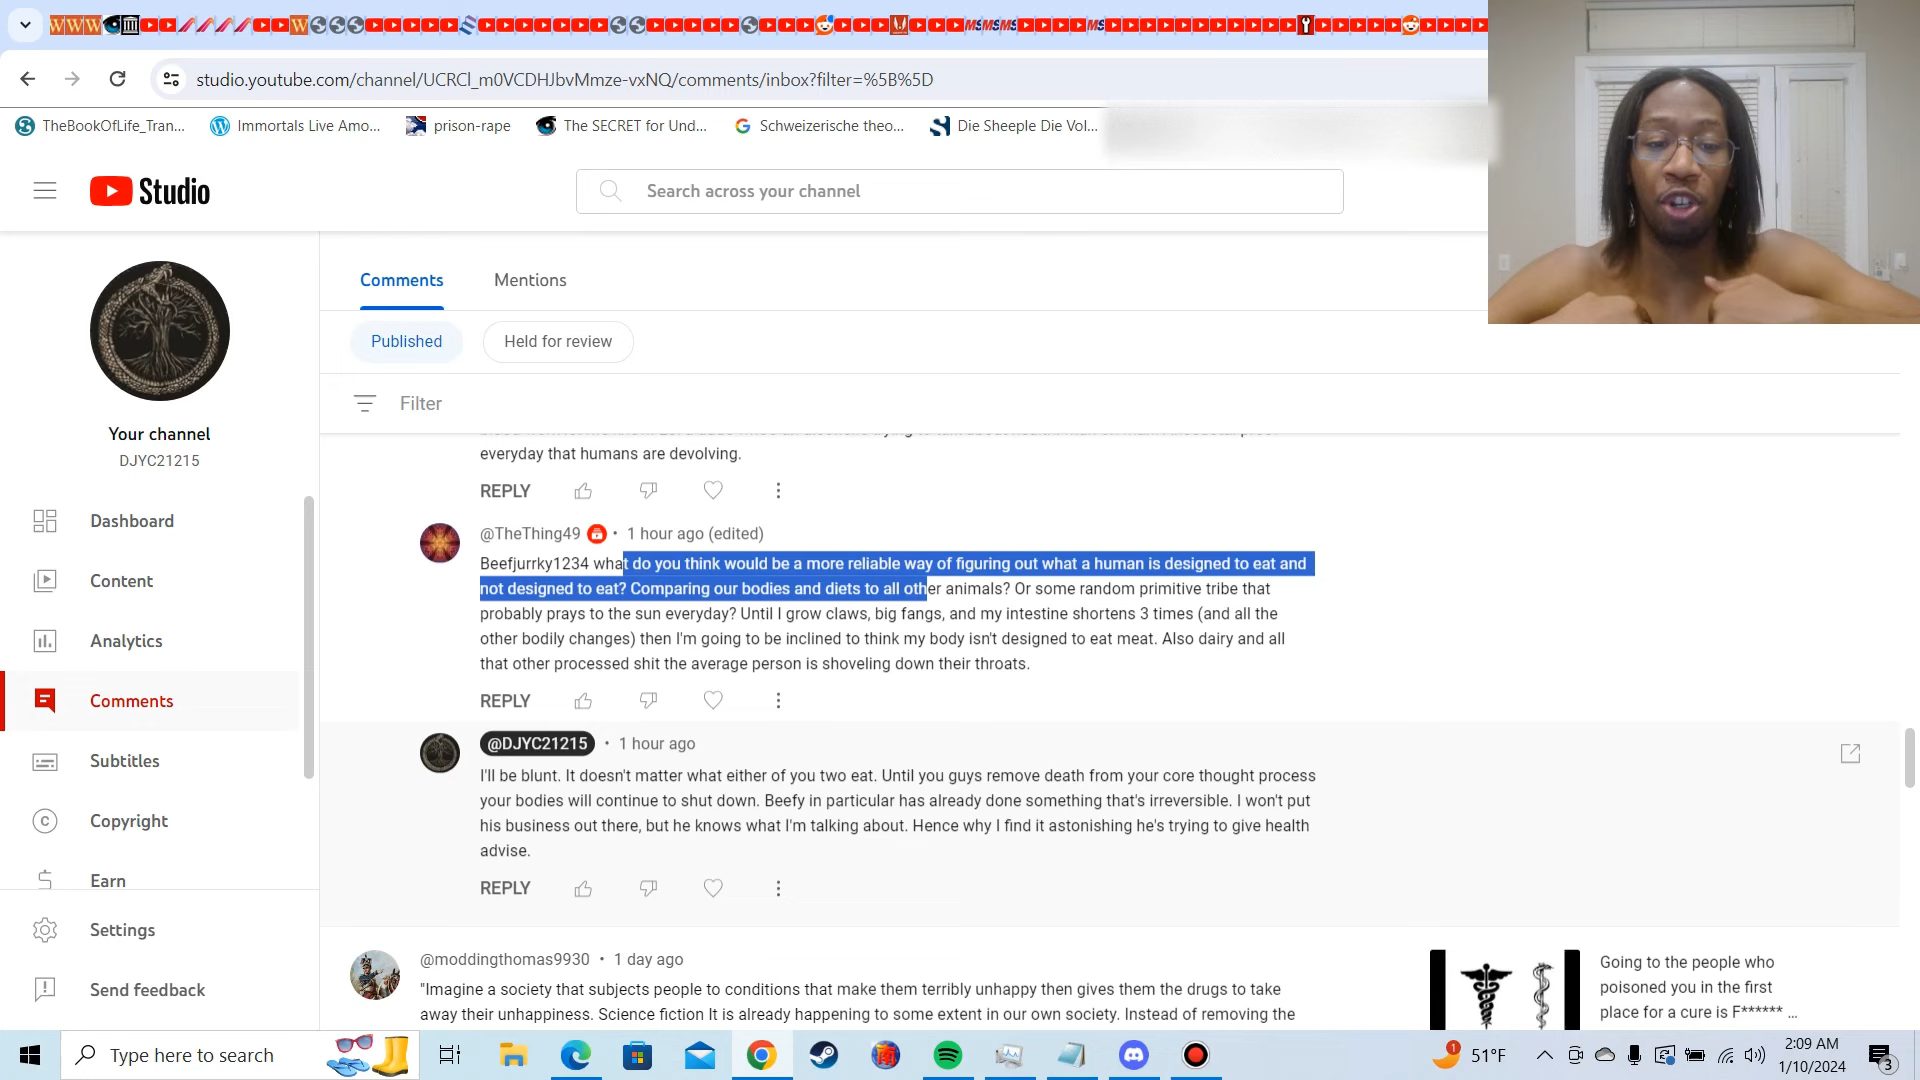 studio.youtube.com/channel/UCRCl_m0VCDHJbvMmze-vxNQ/comments/inbox?filter=%5B%5D
TheBookOfLife_Tran...
Immortals Live Amo...
prison-rape
The SECRET for Und...
Schweizerische theo...
Die Sheeple Die Vol...
Studio
Search across your channel
Comments
Mentions
Published
Held for review
Filter
Your channel
DJYC21215
Dashboard
Content
Analytics
Comments
Subtitles
Copyright
Earn
Settings
Send feedback
everyday that humans are devolving.
REPLY
@TheThing49 • 1 hour ago (edited)
Beefjurrky1234 what do you think would be a more reliable way of figuring out what a human is designed to eat and
not designed to eat? Comparing our bodies and diets to all other animals? Or some random primitive tribe that
probably prays to the sun everyday? Until I grow claws, big fangs, and my intestine shortens 3 times (and all the
other bodily changes) then I'm going to be inclined to think my body isn't designed to eat meat. Also dairy and all
that other processed shit the average person is shoveling down their throats.
REPLY
@DJYC21215 • 1 hour ago
I'll be blunt. It doesn't matter what either of you two eat. Until you guys remove death from your core thought process
your bodies will continue to shut down. Beefy in particular has already done something that's irreversible. I won't put
his business out there, but he knows what I'm talking about. Hence why I find it astonishing he's trying to give health
advise.
REPLY
@moddingthomas9930 • 1 day ago
"Imagine a society that subjects people to conditions that make them terribly unhappy then gives them the drugs to take
away their unhappiness. Science fiction It is already happening to some extent in our own society. Instead of removing the
Going to the people who
poisoned you in the first
place for a cure is F****** ...
Type here to search
51°F
2:09 AM
1/10/2024
3